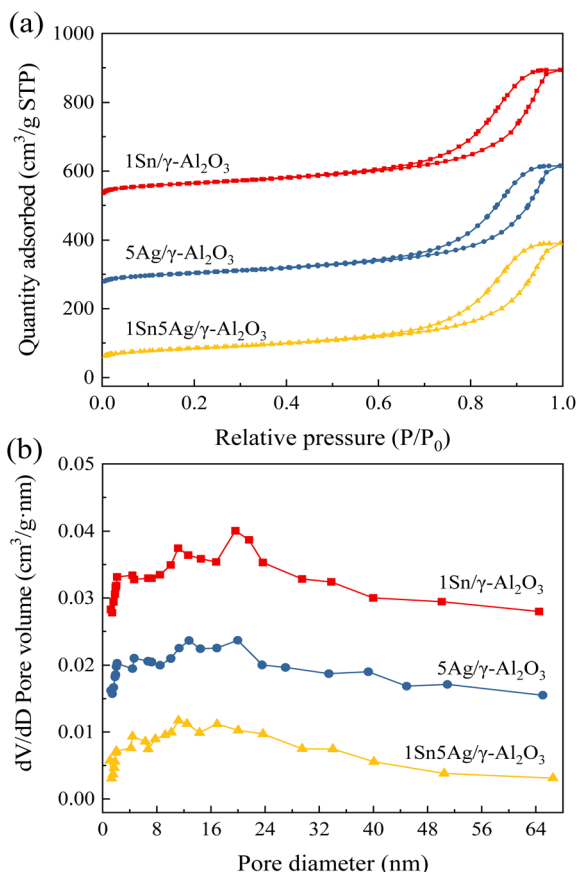 (a)
1000
800
600
400
200
0
Quantity adsorbed (cm³/g STP)
1Sn/γ-Al₂O₃
5Ag/γ-Al₂O₃
1Sn5Ag/γ-Al₂O₃
0.0 0.2 0.4 0.6 0.8 1.0
Relative pressure (P/P₀)
(b)
0.05
0.04
0.03
0.02
0.01
0.00
dV/dD Pore volume (cm³/g·nm)
1Sn/γ-Al₂O₃
5Ag/γ-Al₂O₃
1Sn5Ag/γ-Al₂O₃
0 8 16 24 32 40 48 56 64
Pore diameter (nm)